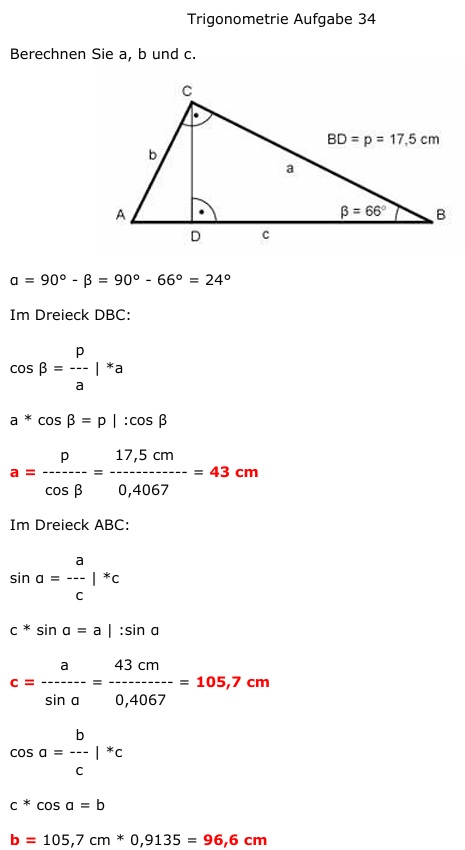 Trigonometrie Aufgabe 34
Berechnen Sie a, b und c.
C
BD = p = 17,5 cm
b
a
A
β = 66°
B
D
c
α = 90° - β = 90° - 66° = 24°
Im Dreieck DBC:
p
cos β = --- | *a
a
a * cos β = p | :cos β
p 17,5 cm
a = ------- = ------------ = 43 cm
cos β 0,4067
Im Dreieck ABC:
a
sin α = --- | *c
c
c * sin α = a | :sin α
a 43 cm
c = ------- = ---------- = 105,7 cm
sin α 0,4067
b
cos α = --- | *c
c
c * cos α = b
b = 105,7 cm * 0,9135 = 96,6 cm